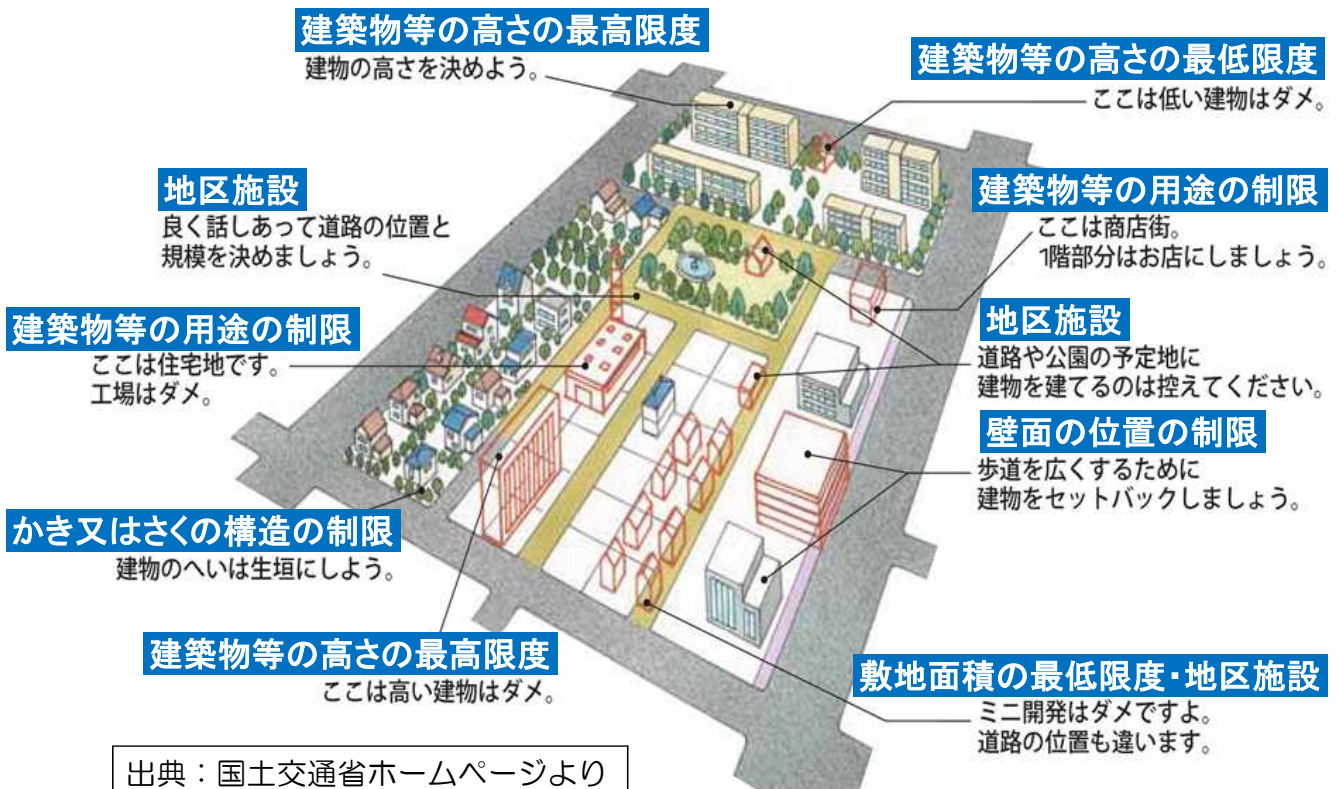 建築物等の高さの最高限度
建物の高さを決めよう。
建築物等の高さの最低限度
ここは低い建物はダメ。
地区施設
良く話しあって道路の位置と
規模を決めましょう。
建築物等の用途の制限
ここは商店街。
1階部分はお店にしましょう。
建築物等の用途の制限
ここは住宅地です。
工場はダメ。
地区施設
道路や公園の予定地に
建物を建てるのは控えてください。
壁面の位置の制限
歩道を広くするために
建物をセットバックしましょう。
かき又はさくの構造の制限
建物のへいは生垣にしよう。
建築物等の高さの最高限度
ここは高い建物はダメ。
敷地面積の最低限度・地区施設
ミニ開発はダメですよ。
道路の位置も違います。
出典：国土交通省ホームページより